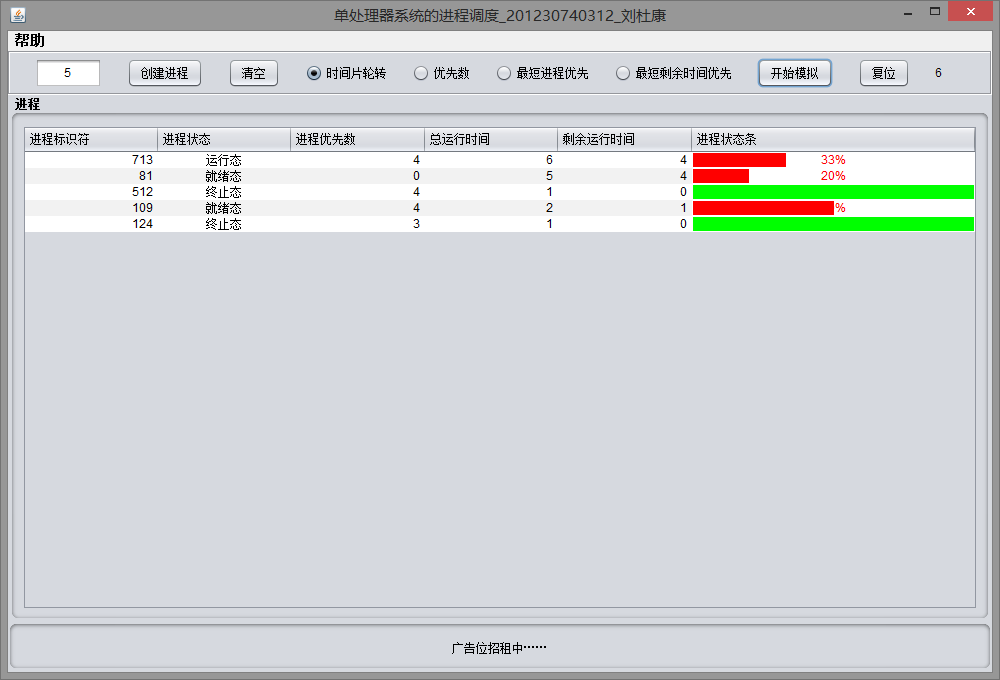 单处理器系统的进程调度_201230740312_刘杜康
帮助
5 创建进程 清空 时间片轮转 优先数 最短进程优先 最短剩余时间优先 开始模拟 复位 6
进程
进程标识符 进程状态 进程优先数 总运行时间 剩余运行时间 进程状态条
713 运行态 4 6 4 33%
81 就绪态 0 5 4 20%
512 终止态 4 1 0
109 就绪态 4 2 1 %
124 终止态 3 1 0
广告位招租中⋯⋯